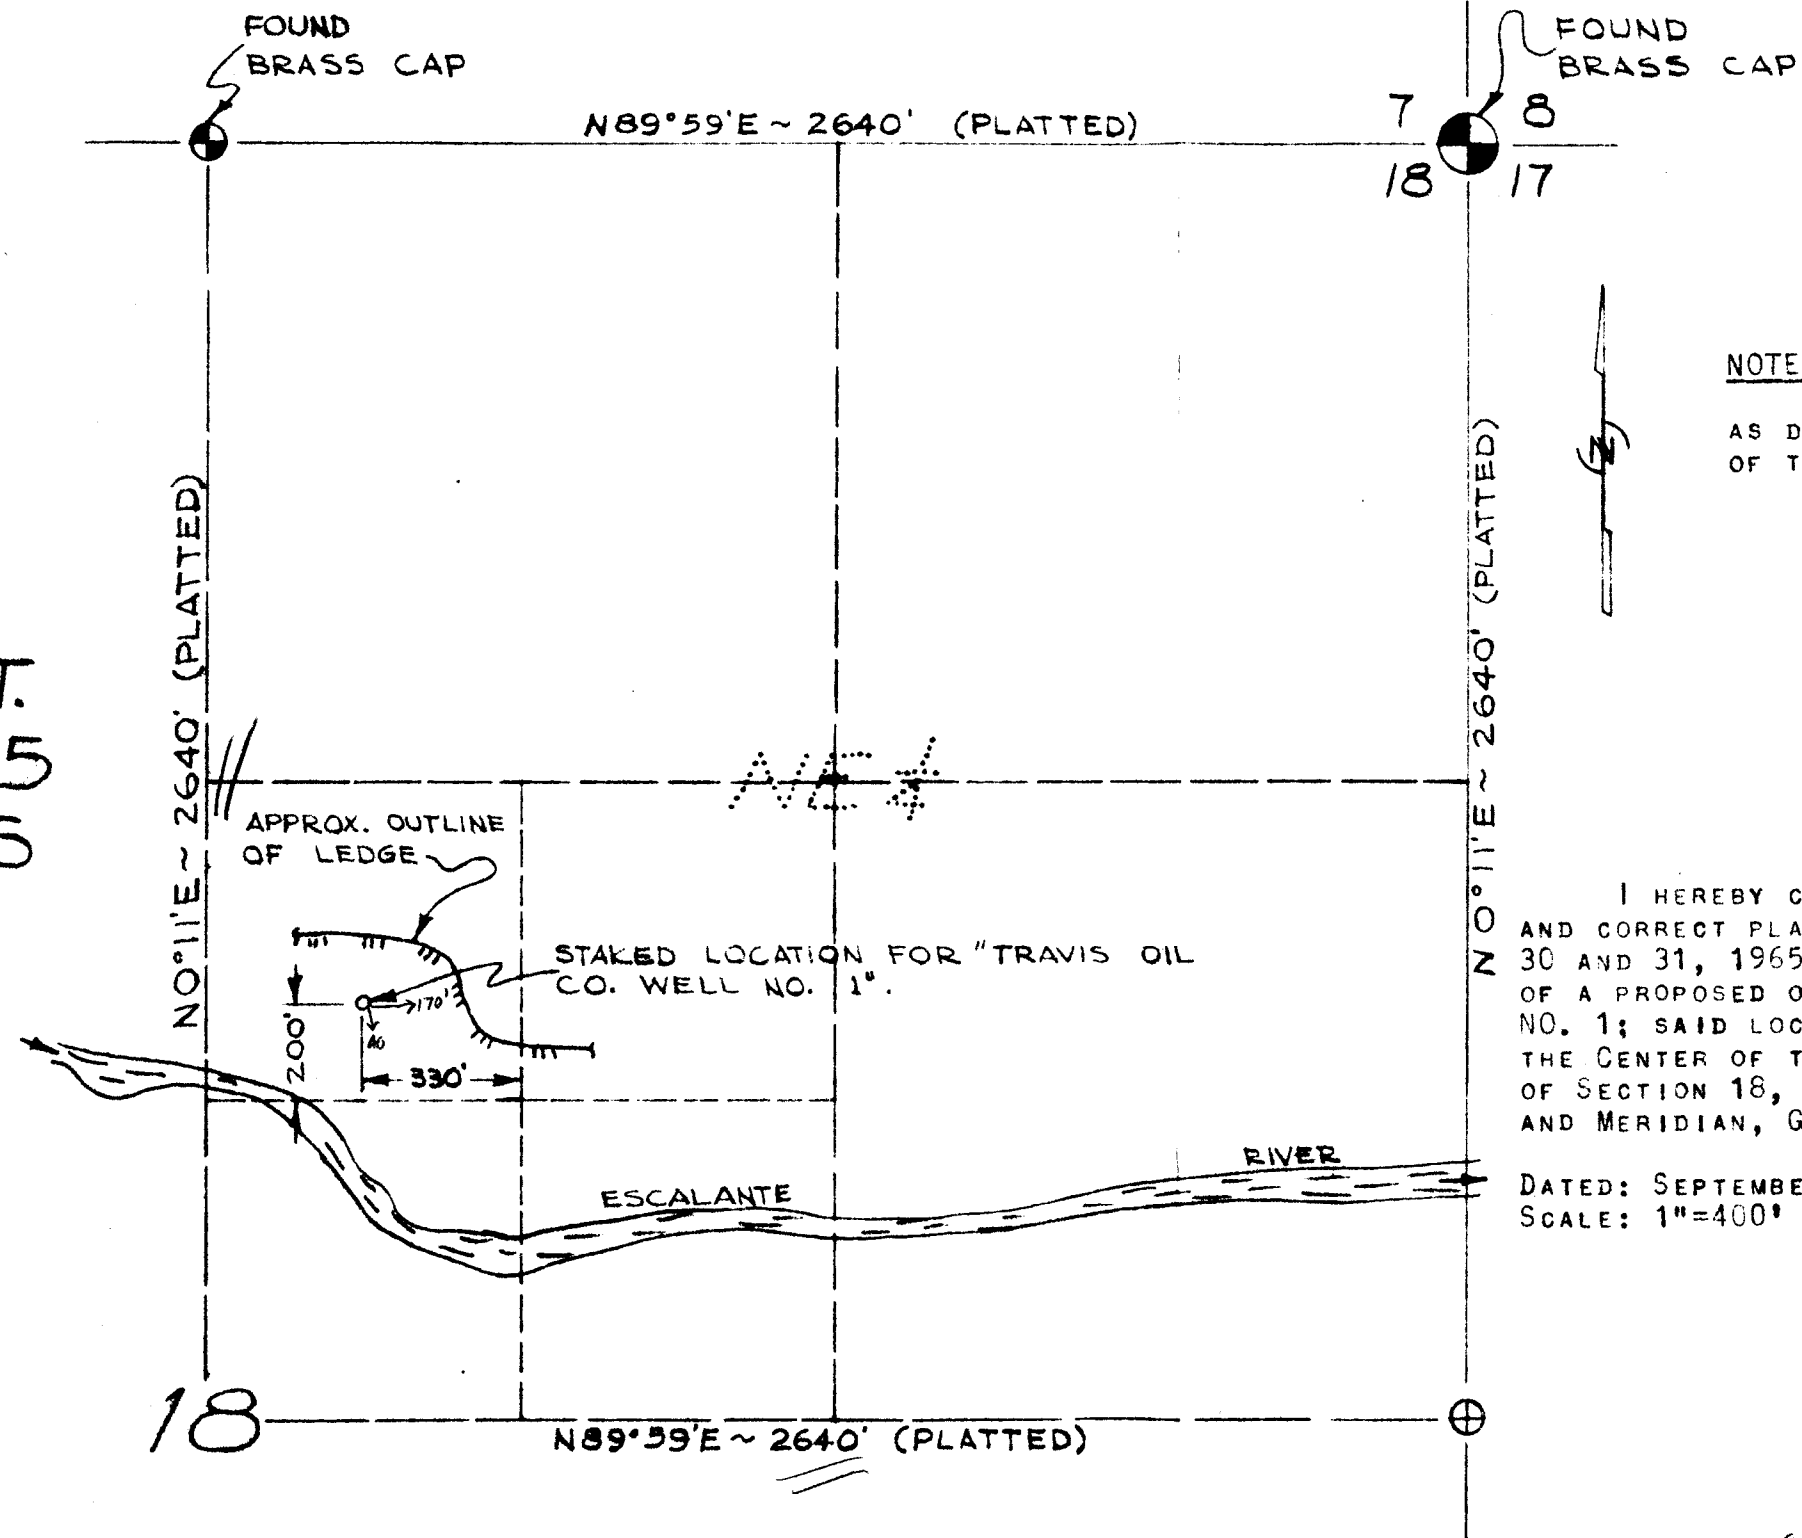 FOUND
BRASS CAP
FOUND
BRASS CAP
N89°59'E ~ 2640' (PLATTED)
7 8
18 17
NOTE
AS D
OF T
N0°11'E ~ 2640' (PLATTED)
N0°11'E ~ 2640' (PLATTED)
T.
5
NE
APPROX. OUTLINE
OF LEDGE
STAKED LOCATION FOR "TRAVIS OIL
CO. WELL NO. 1".
170'
200'
330'
ESCALANTE
RIVER
I HEREBY C
AND CORRECT PLA
30 AND 31, 1965
OF A PROPOSED O
NO. 1; SAID LOC
THE CENTER OF T
OF SECTION 18,
AND MERIDIAN, G
DATED: SEPTEMBE
SCALE: 1"=400'
18
N89°59'E ~ 2640' (PLATTED)